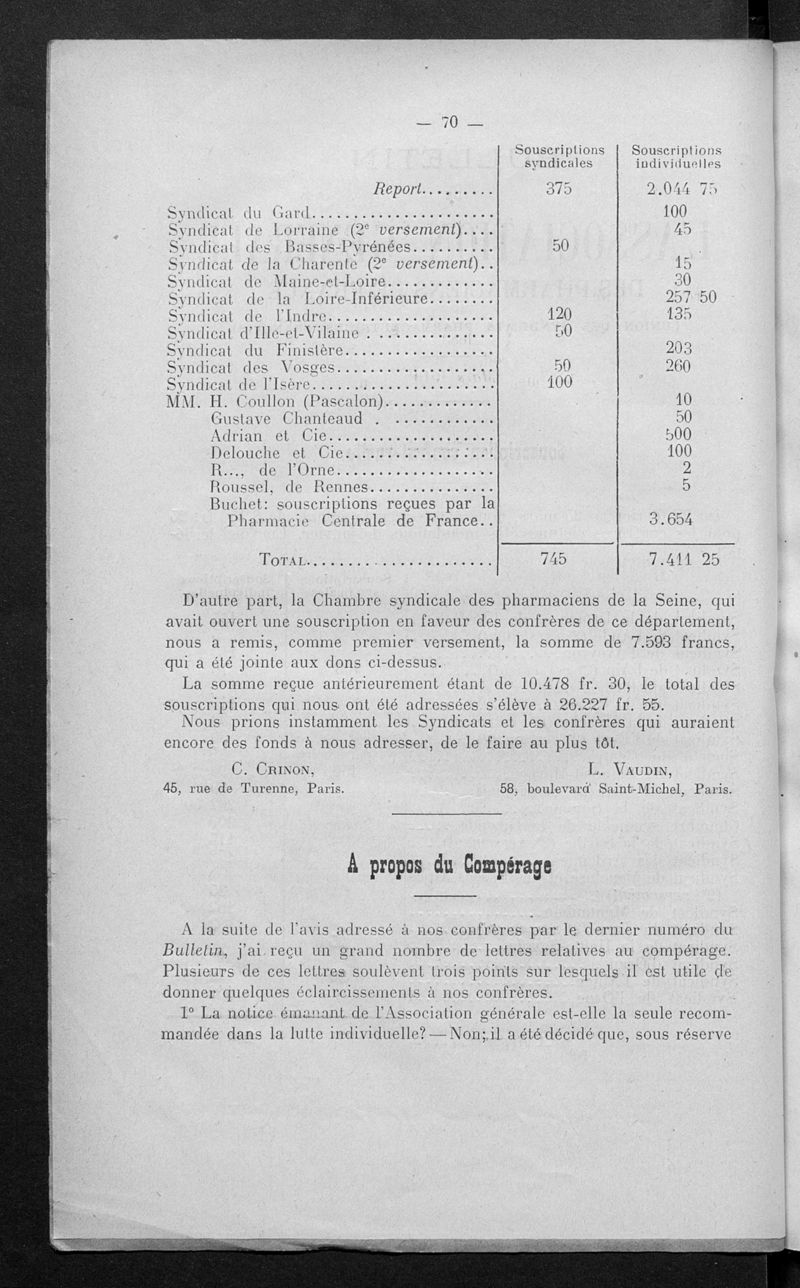 — 70 —
Souscriptions syndicales Souscriptions individuelles
Report......... 375 2.044 75
Syndicat du Gard..................... 100
Syndicat de Lorraine (2e versement).... 45
Syndicat des Basses-Pyrénées.......... 50
Syndicat de la Charente (2e versement).. 15
Syndicat de Maine-et-Loire............. 30
Syndicat de la Loire-Inférieure........ 257 50
Syndicat de l'Indre.................... 120 135
Syndicat d'Ille-et-Vilaine ............... 50
Syndicat du Finistère.................. 203
Syndicat des Vosges................... 50 260
Syndicat de l'Isère...................... 100
MM. H. Coullon (Pascalon)............. 10
Gustave Chanteaud . ............ 50
Adrian et Cie.................... 500
Delouche et Cie.................. 100
R..., de l'Orne................... 2
Roussel, de Rennes............... 5
Buchet: souscriptions reçues par la
Pharmacie Centrale de France.. 3.654
TOTAL....................... 745 7.411 25
D'autre part, la Chambre syndicale des pharmaciens de la Seine, qui
avait ouvert une souscription en faveur des confrères de ce département,
nous a remis, comme premier versement, la somme de 7.593 francs,
qui a été jointe aux dons ci-dessus.
La somme reçue antérieurement étant de 10.478 fr. 30, le total des
souscriptions qui nous ont été adressées s'élève à 26.227 fr. 55.
Nous prions instamment les Syndicats et les confrères qui auraient
encore des fonds à nous adresser, de le faire au plus tôt.
C. CRINON, L. VAUDIN,
45, rue de Turenne, Paris. 58, boulevard Saint-Michel, Paris.
A propos du Compérage
A la suite de l'avis adressé à nos confrères par le dernier numéro du
Bulletin, j'ai reçu un grand nombre de lettres relatives au compérage.
Plusieurs de ces lettres soulèvent trois points sur lesquels il est utile de
donner quelques éclaircissements à nos confrères.
1° La notice émanant de l'Association générale est-elle la seule recom-
mandée dans la lutte individuelle? — Non; il a été décidé que, sous réserve